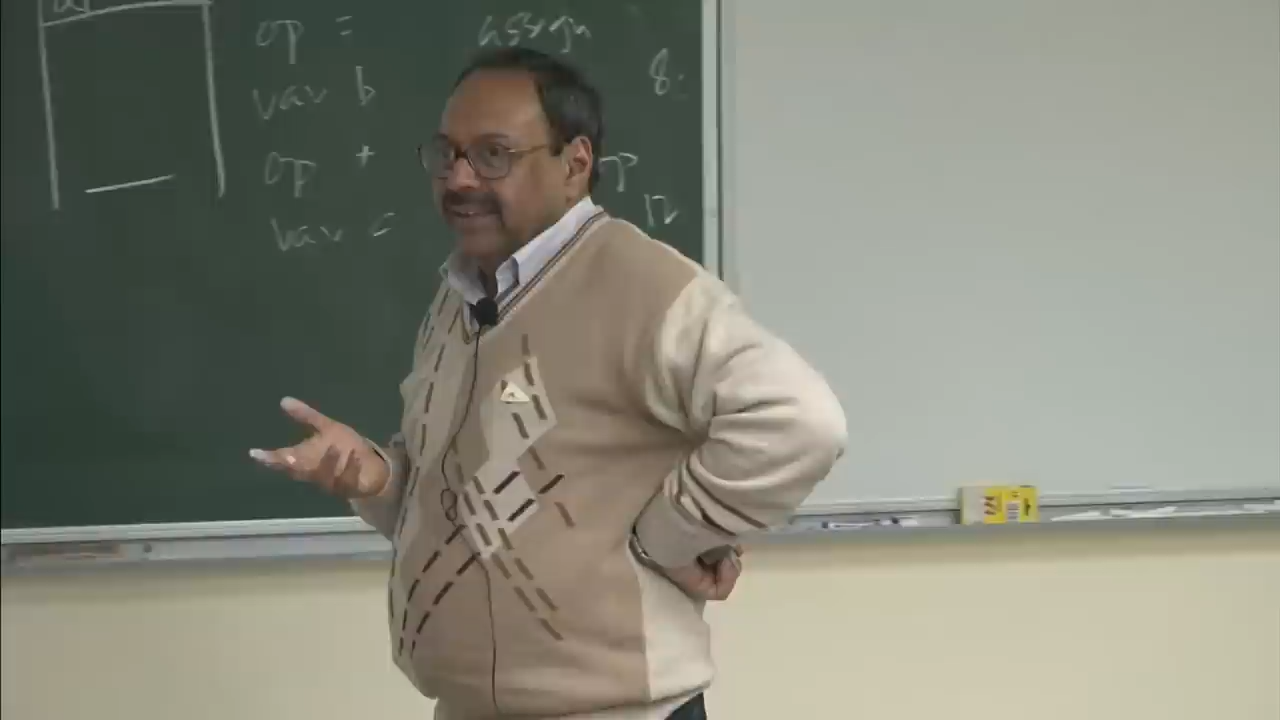 op = assign
var b 8:
op + op
var c 12